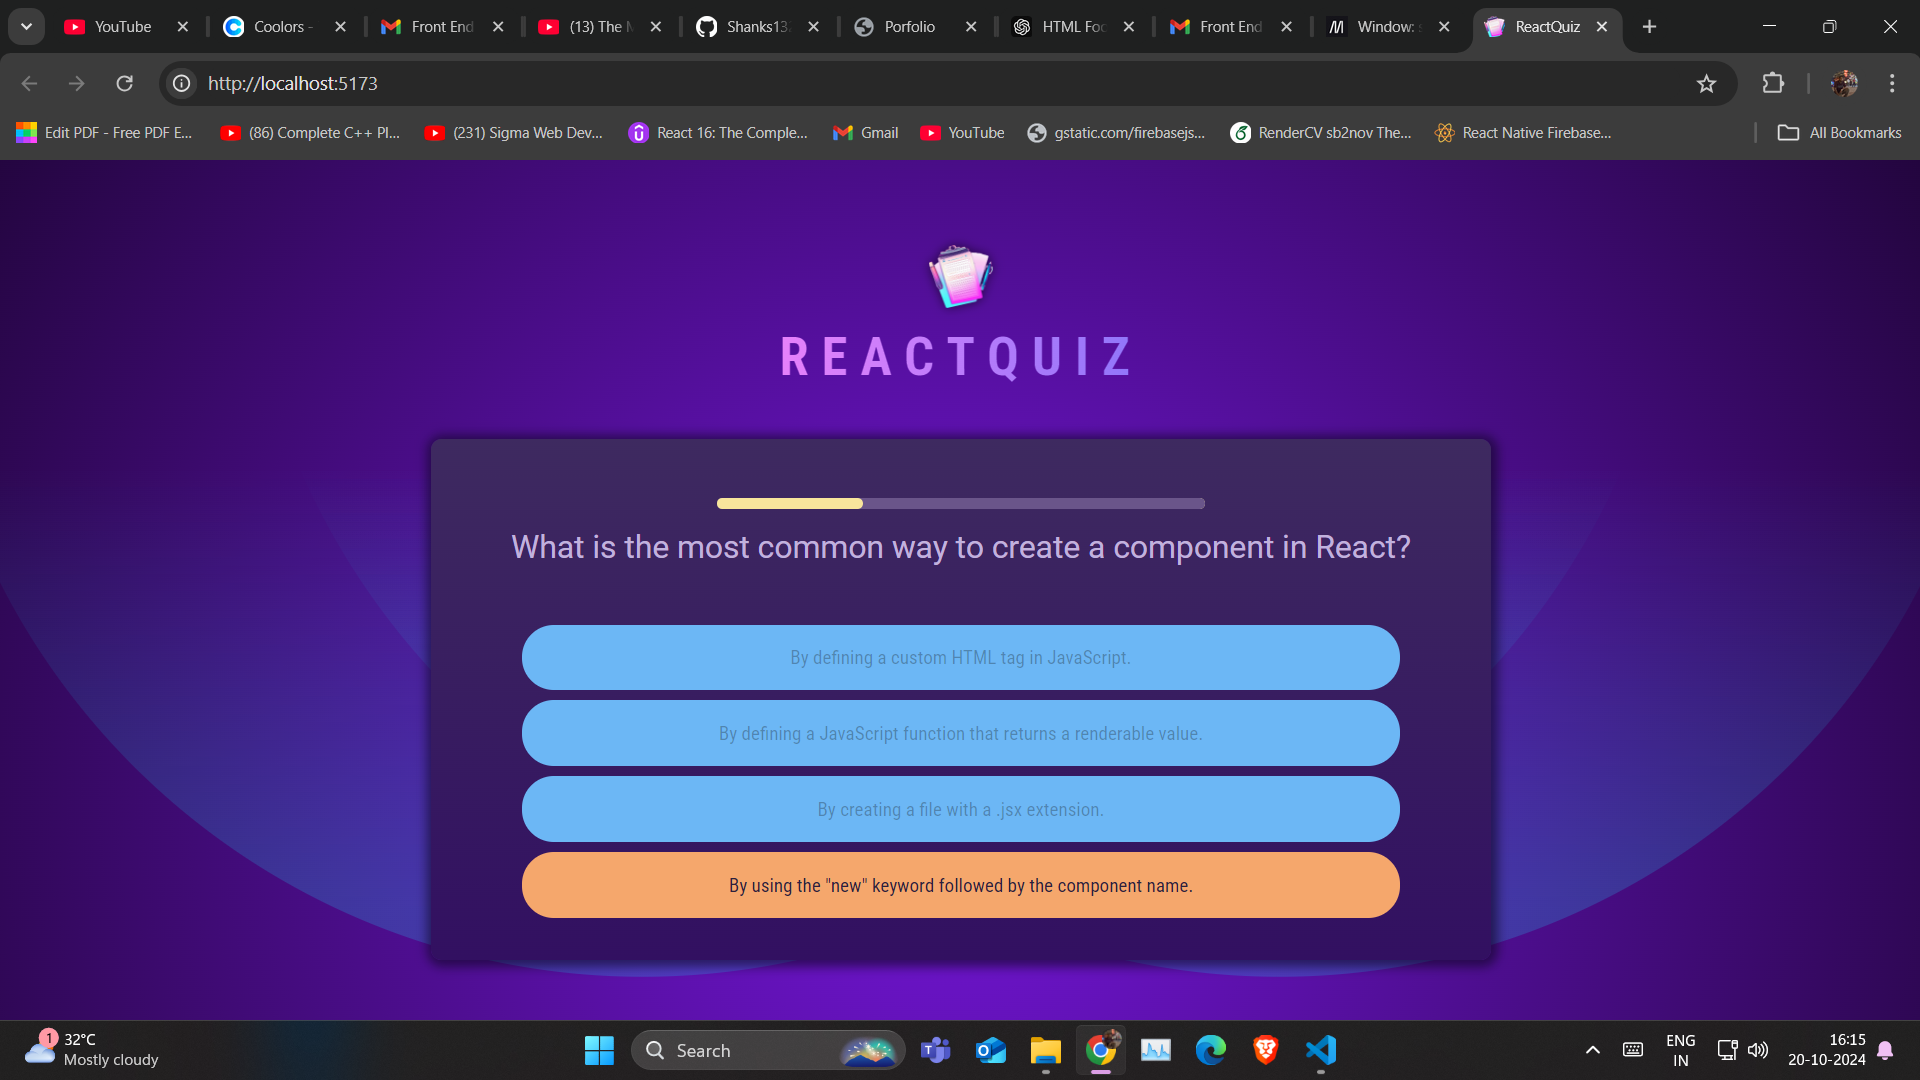 YouTube
Coolors -
Front End
(13) The M
Shanks13
Porfolio
HTML Foc
Front End
Window: s
ReactQuiz
http://localhost:5173
Edit PDF - Free PDF E...
(86) Complete C++ Pl...
(231) Sigma Web Dev...
React 16: The Comple...
Gmail
YouTube
gstatic.com/firebasejs...
RenderCV sb2nov The...
React Native Firebase...
All Bookmarks
REACTQUIZ
What is the most common way to create a component in React?
By defining a custom HTML tag in JavaScript.
By defining a JavaScript function that returns a renderable value.
By creating a file with a .jsx extension.
By using the "new" keyword followed by the component name.
1
32°C
Mostly cloudy
Search
ENG
IN
16:15
20-10-2024